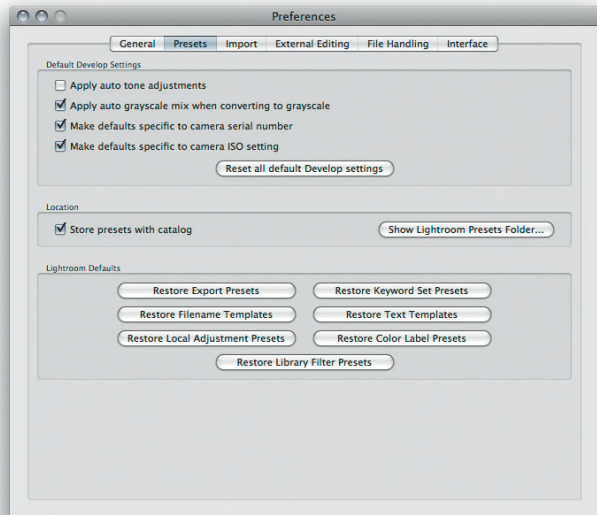 Preferences
General Presets Import External Editing File Handling Interface
Default Develop Settings
Apply auto tone adjustments
Apply auto grayscale mix when converting to grayscale
Make defaults specific to camera serial number
Make defaults specific to camera ISO setting
Reset all default Develop settings
Location
Store presets with catalog Show Lightroom Presets Folder...
Lightroom Defaults
Restore Export Presets Restore Keyword Set Presets
Restore Filename Templates Restore Text Templates
Restore Local Adjustment Presets Restore Color Label Presets
Restore Library Filter Presets